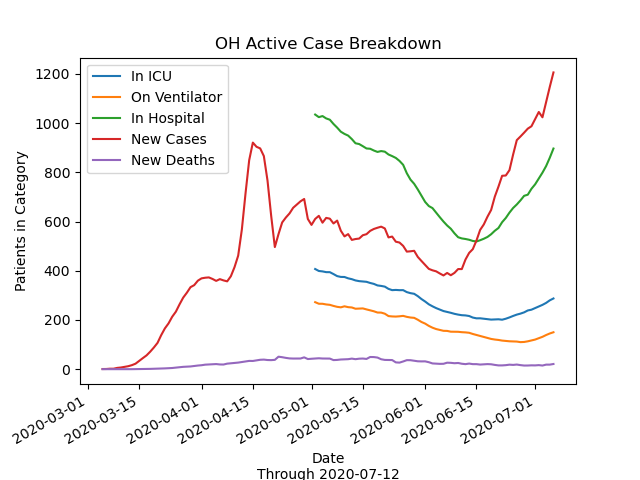 OH Active Case Breakdown
In ICU
On Ventilator
In Hospital
New Cases
New Deaths
Patients in Category
1200
1000
800
600
400
200
0
2020-03-01
2020-03-15
2020-04-01
2020-04-15
2020-05-01
2020-05-15
2020-06-01
2020-06-15
2020-07-01
Date
Through 2020-07-12